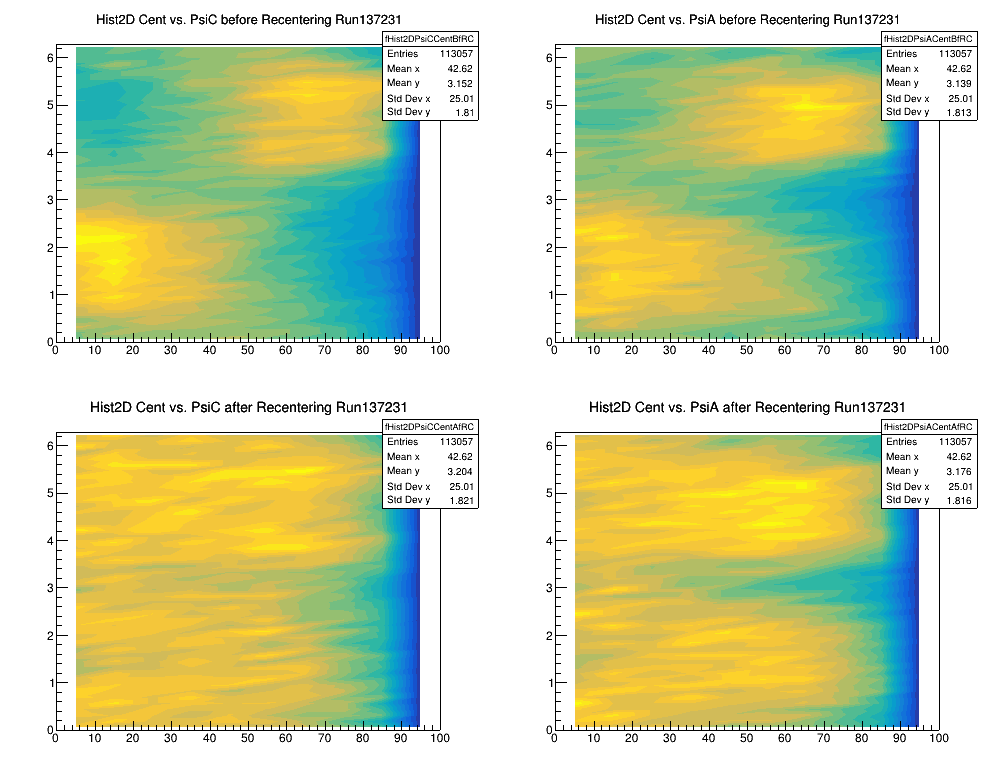 Hist2D Cent vs. PsiC before Recentering Run137231
fHist2DPsiCCentBfRC
Entries 113057
Mean x 42.62
Mean y 3.152
Std Dev x 25.01
Std Dev y 1.81
6
5
4
3
2
1
0
0 10 20 30 40 50 60 70 80 90 100
Hist2D Cent vs. PsiA before Recentering Run137231
fHist2DPsiACentBfRC
Entries 113057
Mean x 42.62
Mean y 3.139
Std Dev x 25.01
Std Dev y 1.813
6
5
4
3
2
1
0
0 10 20 30 40 50 60 70 80 90 100
Hist2D Cent vs. PsiC after Recentering Run137231
fHist2DPsiCCentAfRC
Entries 113057
Mean x 42.62
Mean y 3.204
Std Dev x 25.01
Std Dev y 1.821
6
5
4
3
2
1
0
0 10 20 30 40 50 60 70 80 90 100
Hist2D Cent vs. PsiA after Recentering Run137231
fHist2DPsiACentAfRC
Entries 113057
Mean x 42.62
Mean y 3.176
Std Dev x 25.01
Std Dev y 1.816
6
5
4
3
2
1
0
0 10 20 30 40 50 60 70 80 90 100